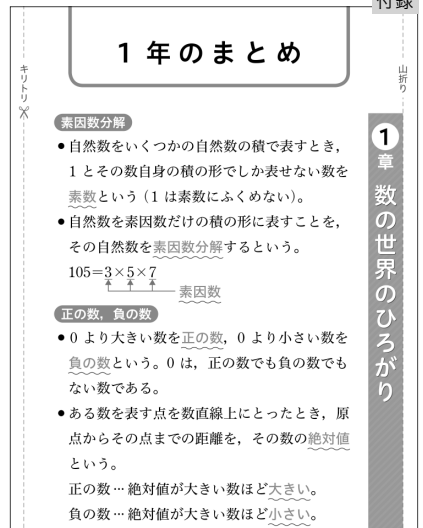 付録
1年のまとめ
キリトリ
山折り
素因数分解
●自然数をいくつかの自然数の積で表すとき，
1とその数自身の積の形でしか表せない数を
素数という（1は素数にふくめない）。
●自然数を素因数だけの積の形に表すことを，
その自然数を素因数分解するという。
105=3×5×7
素因数
正の数，負の数
●0より大きい数を正の数，0より小さい数を
負の数という。0は，正の数でも負の数でも
ない数である。
●ある数を表す点を数直線上にとったとき，原
点からその点までの距離を，その数の絶対値
という。
正の数…絶対値が大きい数ほど大きい。
負の数…絶対値が大きい数ほど小さい。
1章 数の世界のひろがり